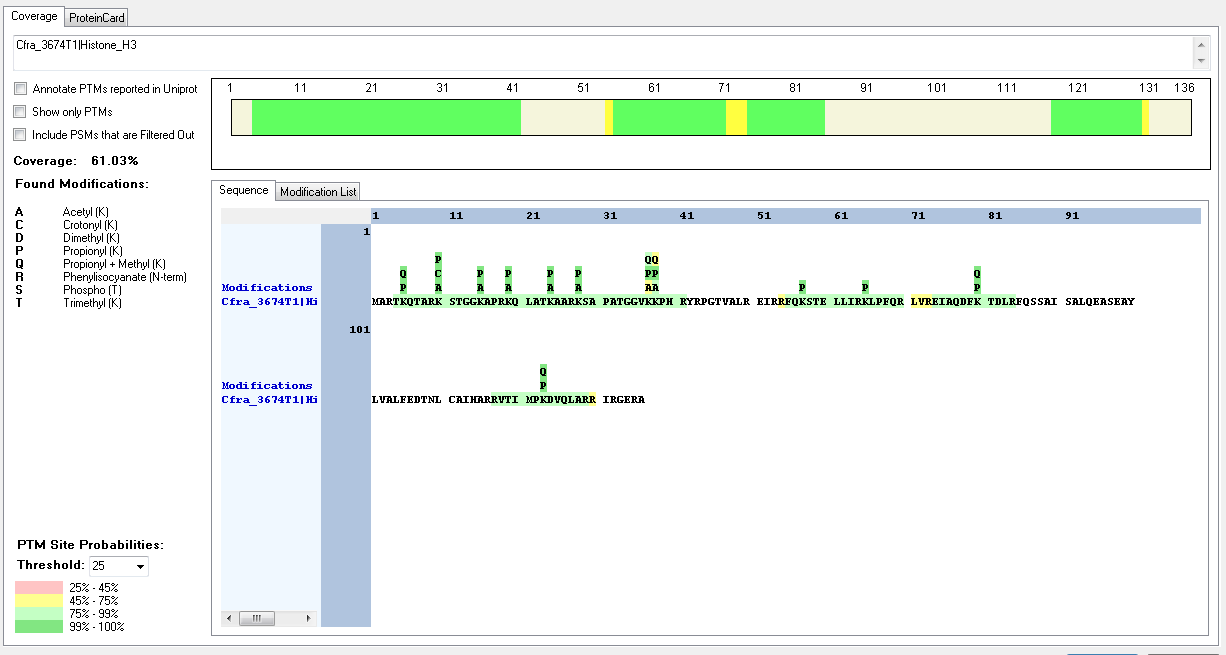 Coverage ProteinCard
Cfra_3674T1|Histone_H3
Annotate PTMs reported in Uniprot
Show only PTMs
Include PSMs that are Filtered Out
Coverage: 61.03%
1 11 21 31 41 51 61 71 81 91 101 111 121 131 136
Found Modifications:
A Acetyl (K)
C Crotonyl (K)
D Dimethyl (K)
P Propionyl (K)
Q Propionyl + Methyl (K)
R Phenylisocyanate (N-term)
S Phospho (T)
T Trimethyl (K)
Sequence Modification List
1 11 21 31 41 51 61 71 81 91
1
P QQ
Q C P P P P PP Q
Modifications P A A A A A AA P P P
Cfra_3674T1|Hi MARTKQTARK STGGKAPRKQ LATKAARKSA PATGGVKKPH RYRPGTVALR EIRRFQKSTE LLIRKLPFQR LVREIAQDFK TDLRFQSSAI SALQEASEAY
101
Q
Modifications P
Cfra_3674T1|Hi LVALFEDTNL CAIHARRVTI MPKDVQLARR IRGERA
PTM Site Probabilities:
Threshold: 25
25% - 45%
45% - 75%
75% - 99%
99% - 100%